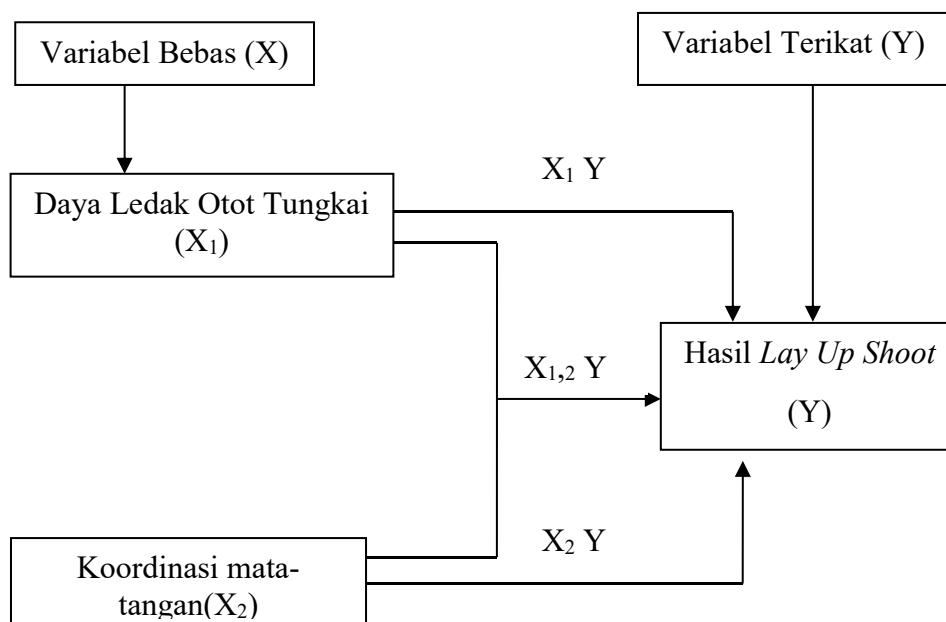 Variabel Bebas (X)
Variabel Terikat (Y)
X₁ Y
Daya Ledak Otot Tungkai
(X₁)
Hasil Lay Up Shoot
(Y)
X₁,₂ Y
X₂ Y
Koordinasi mata-
tangan(X₂)